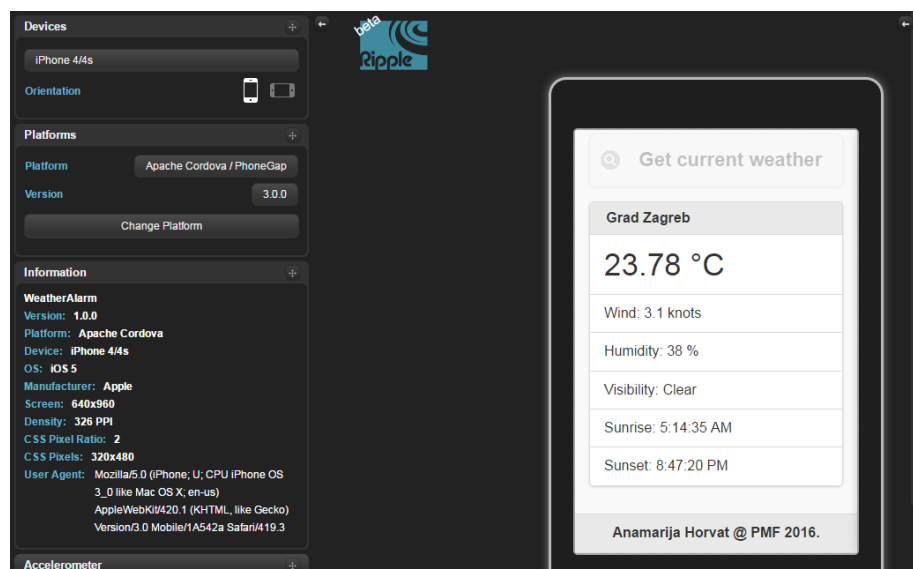 Devices
iPhone 4/4s
Orientation
Platforms
Platform Apache Cordova / PhoneGap
Version 3.0.0
Change Platform
Information
WeatherAlarm
Version: 1.0.0
Platform: Apache Cordova
Device: iPhone 4/4s
OS: iOS 5
Manufacturer: Apple
Screen: 640x960
Density: 326 PPI
CSS Pixel Ratio: 2
CSS Pixels: 320x480
User Agent: Mozilla/5.0 (iPhone; U; CPU iPhone OS
3_0 like Mac OS X; en-us)
AppleWebKit/420.1 (KHTML, like Gecko)
Version/3.0 Mobile/1A542a Safari/419.3
Accelerometer
beta
Ripple
Get current weather
Grad Zagreb
23.78 °C
Wind: 3.1 knots
Humidity: 38 %
Visibility: Clear
Sunrise: 5:14:35 AM
Sunset: 8:47:20 PM
Anamarija Horvat @ PMF 2016.